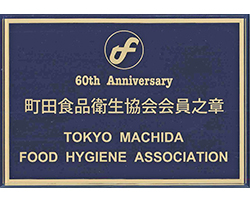 60th Anniversary
町田食品衛生協会会員之章
TOKYO MACHIDA
FOOD HYGIENE ASSOCIATION